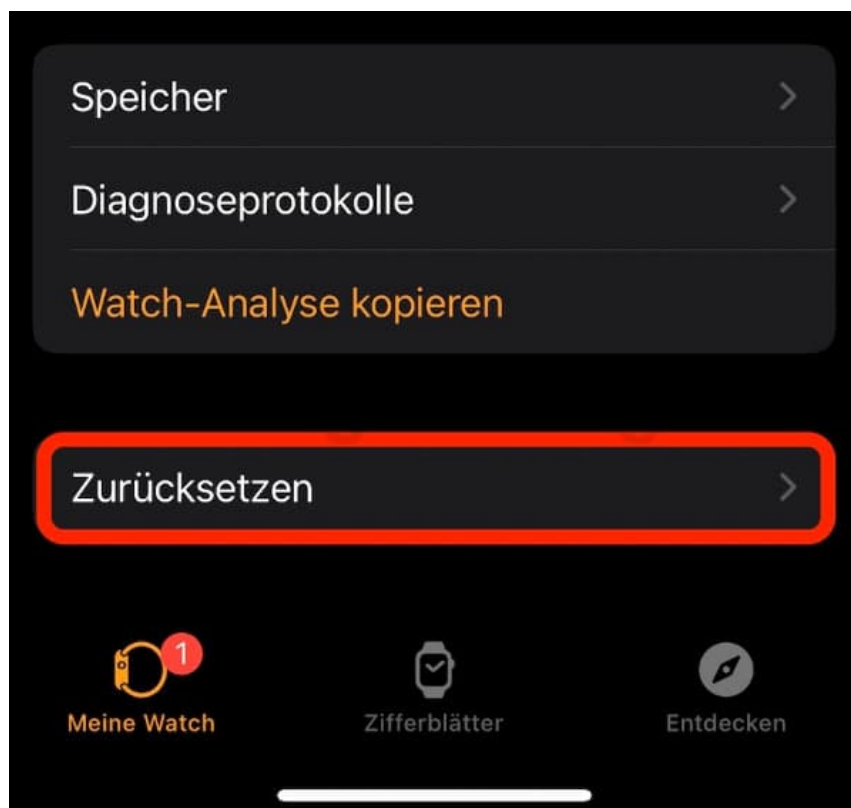 Speicher
Diagnoseprotokolle
Watch-Analyse kopieren
Zurücksetzen
1
Meine Watch
Zifferblätter
Entdecken